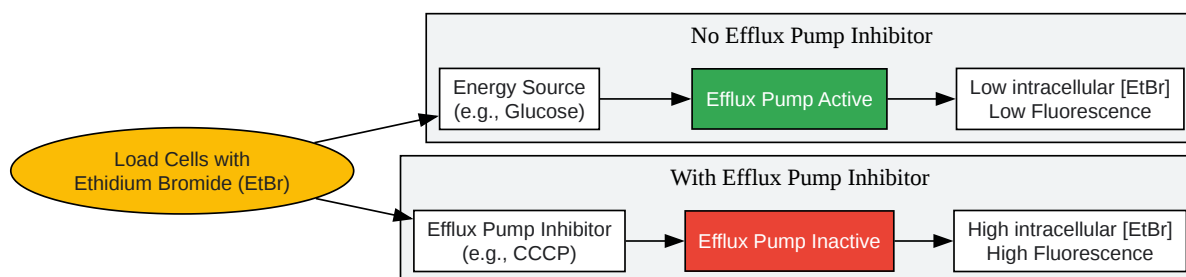 No Efflux Pump Inhibitor
Energy Source
(e.g., Glucose)
Efflux Pump Active
Low intracellular [EtBr]
Low Fluorescence
Load Cells with
Ethidium Bromide (EtBr)
With Efflux Pump Inhibitor
Efflux Pump Inhibitor
(e.g., CCCP)
Efflux Pump Inactive
High intracellular [EtBr]
High Fluorescence